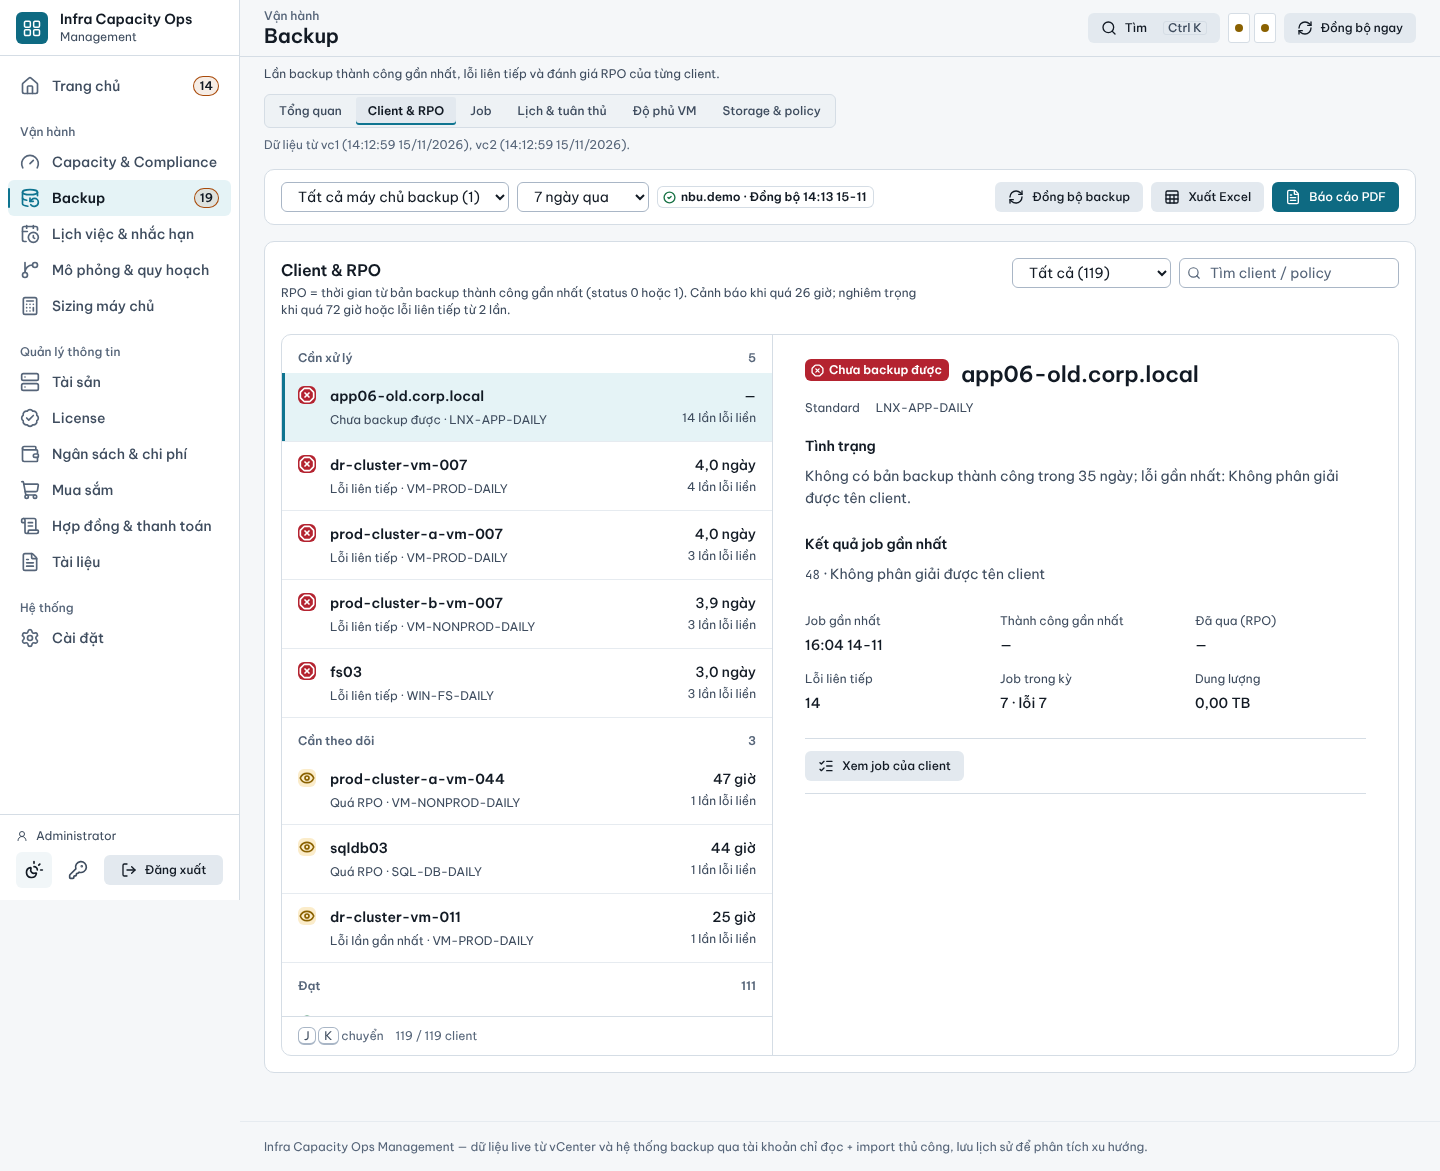 Infra Capacity Ops
Management
Trang chủ
14
Vận hành
Capacity & Compliance
Backup
19
Lịch việc & nhắc hạn
Mô phỏng & quy hoạch
Sizing máy chủ
Quản lý thông tin
Tài sản
License
Ngân sách & chi phí
Mua sắm
Hợp đồng & thanh toán
Tài liệu
Hệ thống
Cài đặt
Administrator
Đăng xuất
Vận hành
Backup
Tìm
Ctrl K
Đồng bộ ngay
Lần backup thành công gần nhất, lỗi liên tiếp và đánh giá RPO của từng client.
Tổng quan
Client & RPO
Job
Lịch & tuân thủ
Độ phủ VM
Storage & policy
Dữ liệu từ vc1 (14:12:59 15/11/2026), vc2 (14:12:59 15/11/2026).
Tất cả máy chủ backup (1)
7 ngày qua
nbu.demo · Đồng bộ 14:13 15-11
Đồng bộ backup
Xuất Excel
Báo cáo PDF
Client & RPO
RPO = thời gian từ bản backup thành công gần nhất (status 0 hoặc 1). Cảnh báo khi quá 26 giờ; nghiêm trọng
khi quá 72 giờ hoặc lỗi liên tiếp từ 2 lần.
Tất cả (119)
Tìm client / policy
Cần xử lý
5
app06-old.corp.local
—
Chưa backup được · LNX-APP-DAILY
14 lần lỗi liền
dr-cluster-vm-007
4,0 ngày
Lỗi liên tiếp · VM-PROD-DAILY
4 lần lỗi liền
prod-cluster-a-vm-007
4,0 ngày
Lỗi liên tiếp · VM-PROD-DAILY
3 lần lỗi liền
prod-cluster-b-vm-007
3,9 ngày
Lỗi liên tiếp · VM-NONPROD-DAILY
3 lần lỗi liền
fs03
3,0 ngày
Lỗi liên tiếp · WIN-FS-DAILY
3 lần lỗi liền
Cần theo dõi
3
prod-cluster-a-vm-044
47 giờ
Quá RPO · VM-NONPROD-DAILY
1 lần lỗi liền
sqldb03
44 giờ
Quá RPO · SQL-DB-DAILY
1 lần lỗi liền
dr-cluster-vm-011
25 giờ
Lỗi lần gần nhất · VM-PROD-DAILY
1 lần lỗi liền
Đạt
111
J K chuyển
119 / 119 client
Chưa backup được
app06-old.corp.local
Standard
LNX-APP-DAILY
Tình trạng
Không có bản backup thành công trong 35 ngày; lỗi gần nhất: Không phân giải
được tên client.
Kết quả job gần nhất
48 · Không phân giải được tên client
Job gần nhất
Thành công gần nhất
Đã qua (RPO)
16:04 14-11
—
—
Lỗi liên tiếp
Job trong kỳ
Dung lượng
14
7 · lỗi 7
0,00 TB
Xem job của client
Infra Capacity Ops Management — dữ liệu live từ vCenter và hệ thống backup qua tài khoản chỉ đọc + import thủ công, lưu lịch sử để phân tích xu hướng.